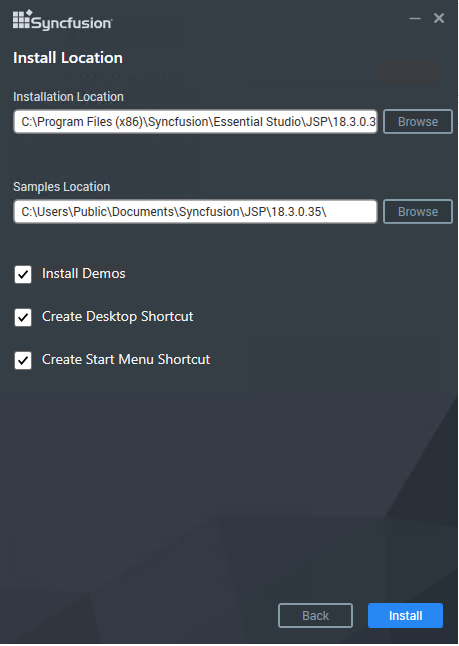 Syncfusion
Install Location
Installation Location
C:\Program Files (x86)\Syncfusion\Essential Studio\JSP\18.3.0.3
Browse
Samples Location
C:\Users\Public\Documents\Syncfusion\JSP\18.3.0.35\
Browse
Install Demos
Create Desktop Shortcut
Create Start Menu Shortcut
Back
Install